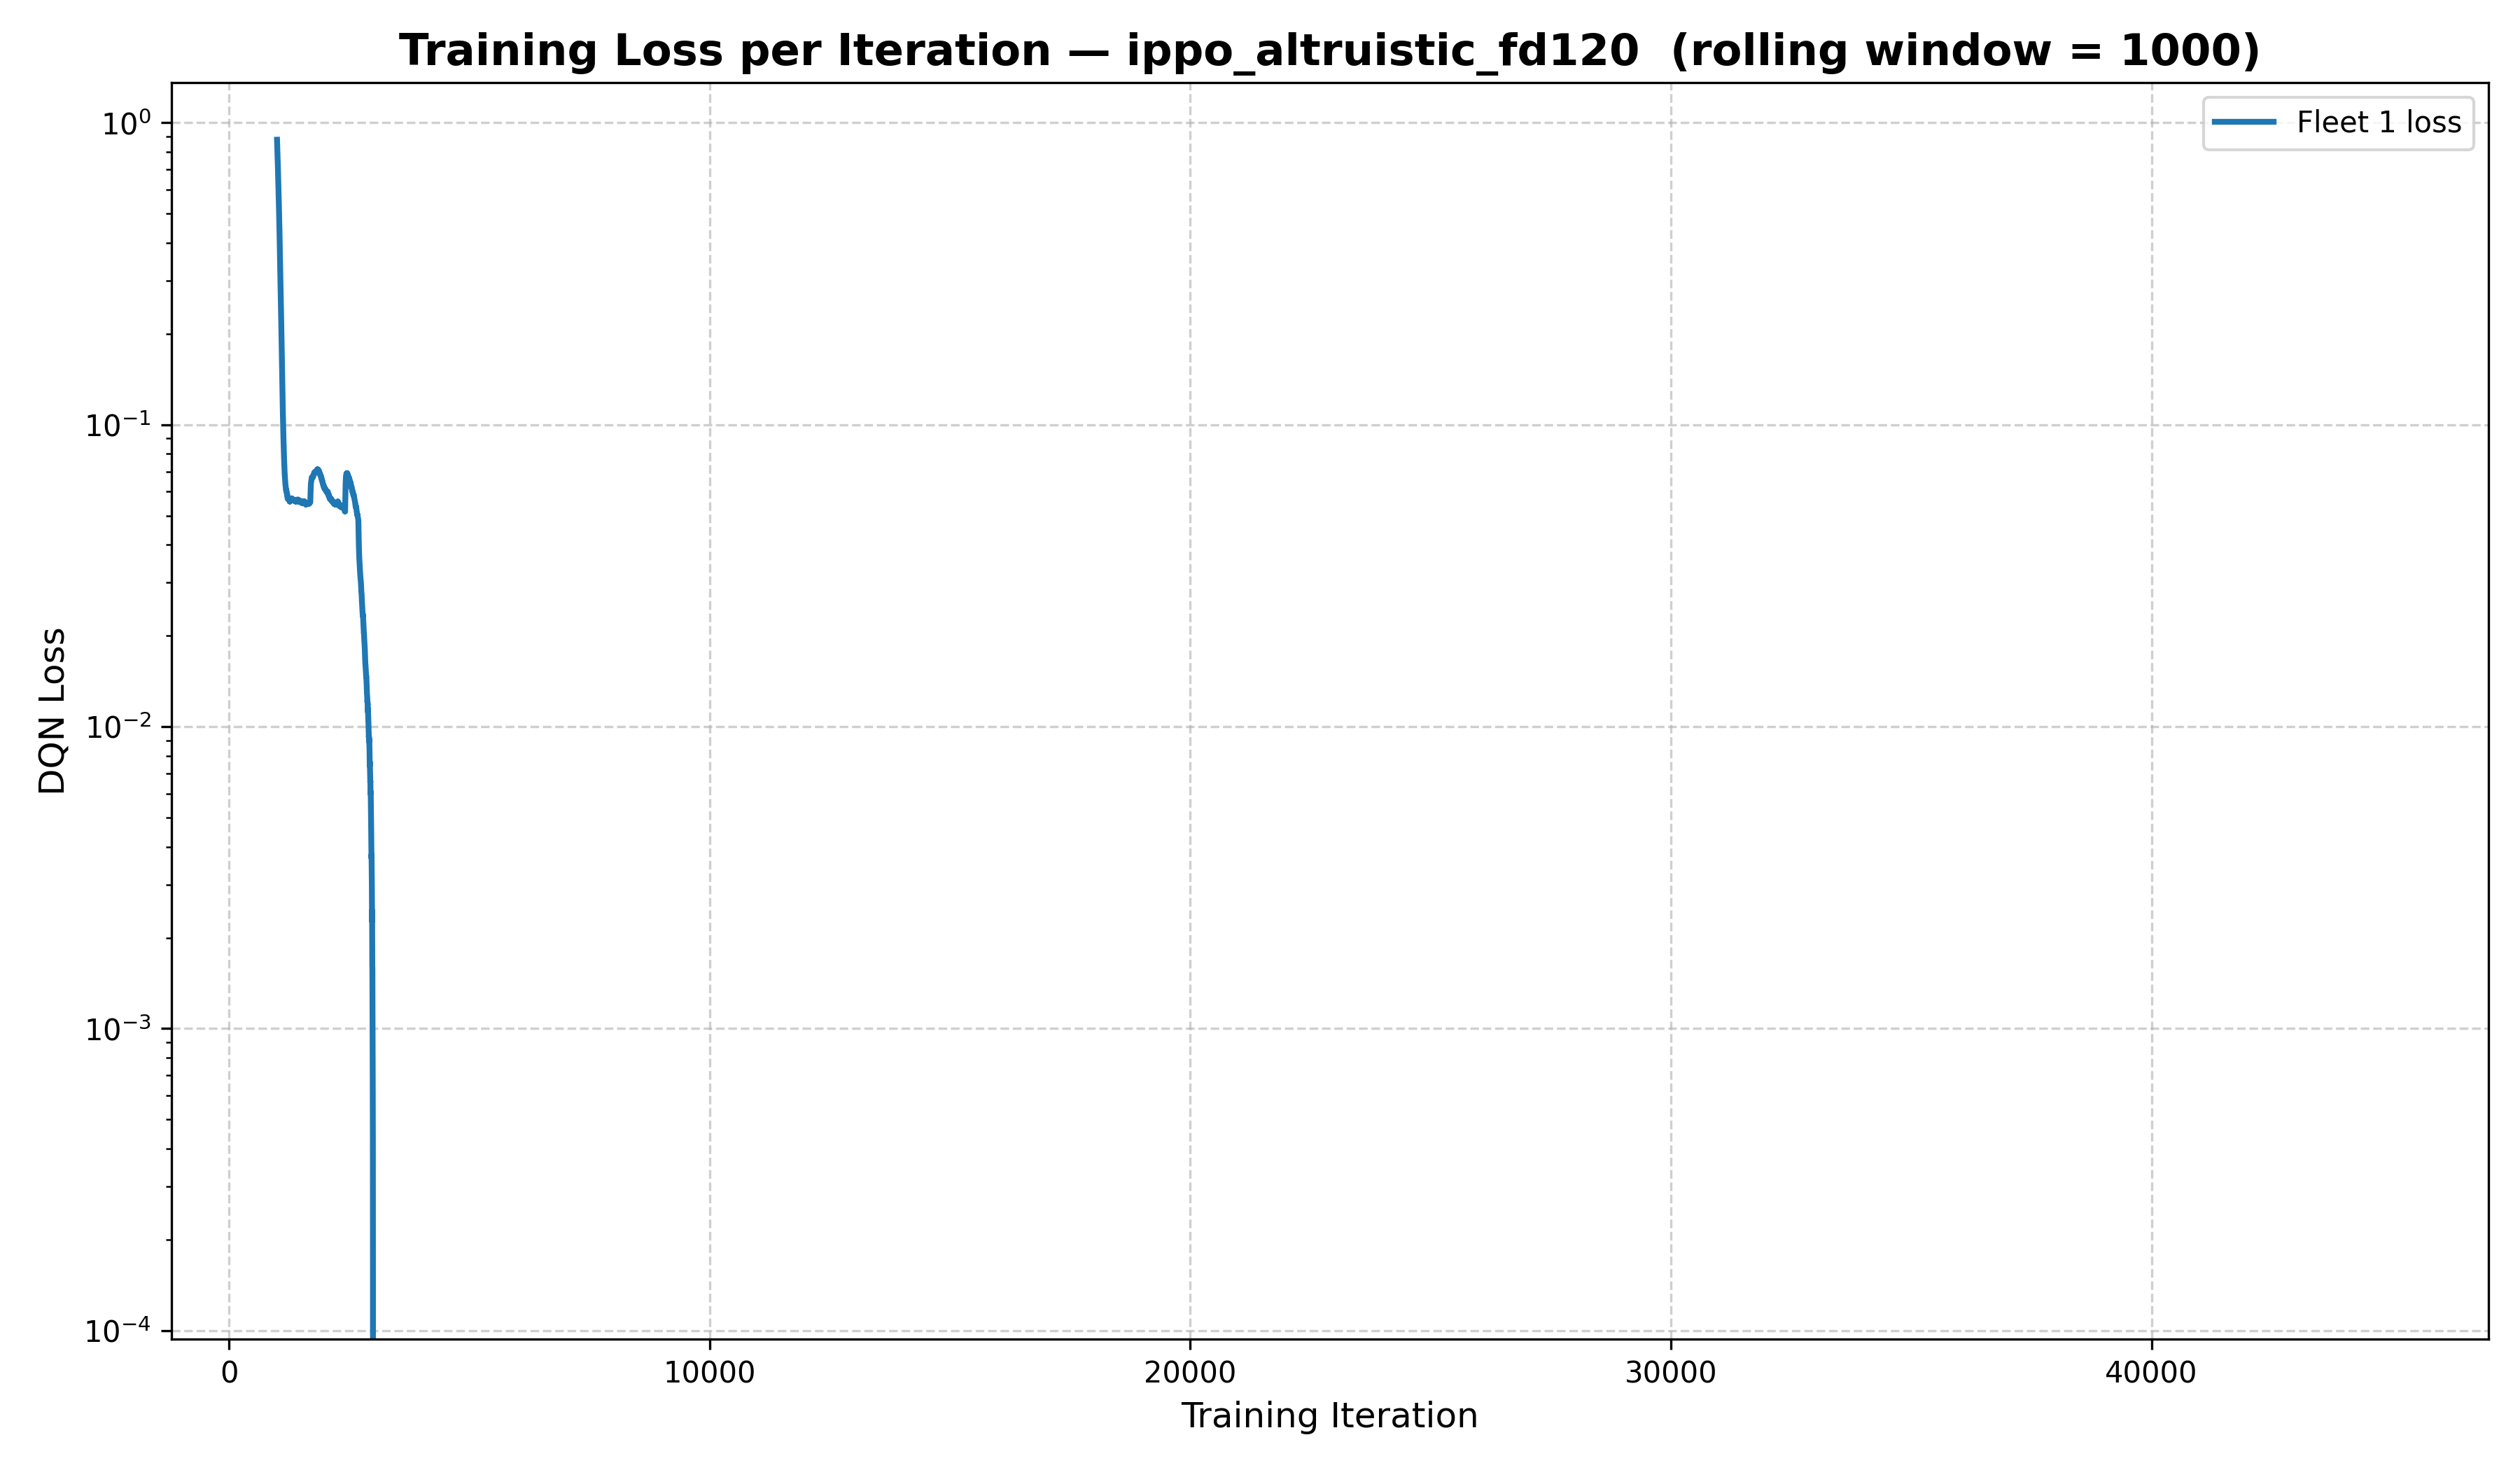 Training Loss per Iteration — ippo_altruistic_fd120  (rolling window = 1000)
Fleet 1 loss
DQN Loss
10⁰
10⁻¹
10⁻²
10⁻³
10⁻⁴
0 10000 20000 30000 40000
Training Iteration